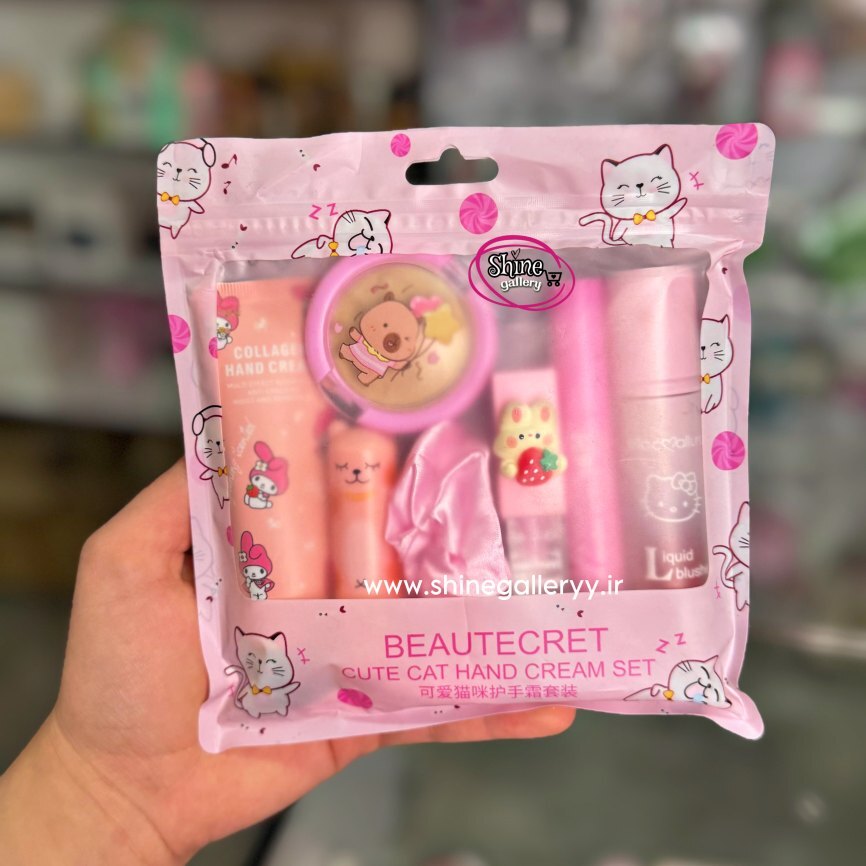 Shine
gallery
COLLAGE
HAND CREAM
Liquid
blush
www.shinegalleryy.ir
BEAUTECRET
CUTE CAT HAND CREAM SET
可爱猫咪护手霜套装
z z
z z
z z